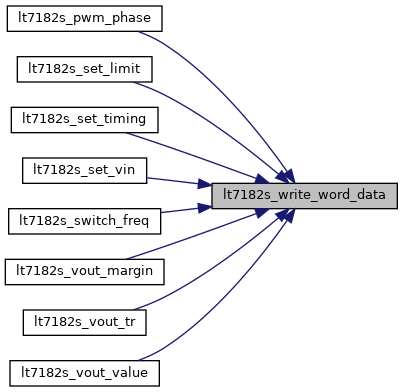 lt7182s_pwm_phase
lt7182s_set_limit
lt7182s_set_timing
lt7182s_set_vin
lt7182s_write_word_data
lt7182s_switch_freq
lt7182s_vout_margin
lt7182s_vout_tr
lt7182s_vout_value